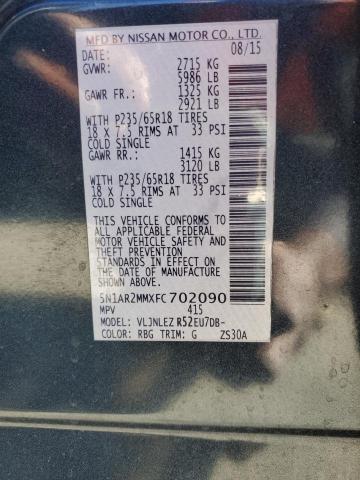 MFD BY NISSAN MOTOR CO., LTD.
DATE: 08/15
GVWR: 2715 KG
5986 LB
GAWR FR.: 1325 KG
2921 LB
WITH P235/65R18 TIRES
18 X 7.5 RIMS AT 33 PSI
COLD SINGLE
GAWR RR.: 1415 KG
3120 LB
WITH P235/65R18 TIRES
18 X 7.5 RIMS AT 33 PSI
COLD SINGLE
THIS VEHICLE CONFORMS TO
ALL APPLICABLE FEDERAL
MOTOR VEHICLE SAFETY
AND THEFT PREVENTION
STANDARDS IN EFFECT ON
THE DATE OF MANUFACTURE
SHOWN ABOVE.
5N1AR2MMXFC702090
MPV 415
MODEL: VLJNLEZ R52EU7DB-
COLOR: RBG TRIM: G ZS30A